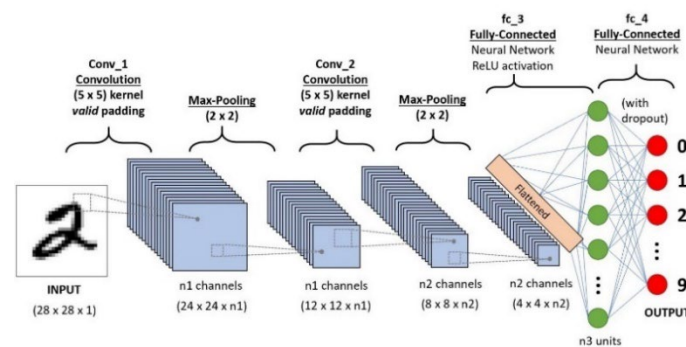 fc_3
Fully-Connected
Neural Network
ReLU activation
fc_4
Fully-Connected
Neural Network
Conv_1
Convolution
(5 x 5) kernel
valid padding
Max-Pooling
(2 x 2)
Conv_2
Convolution
(5 x 5) kernel
valid padding
Max-Pooling
(2 x 2)
(with
dropout)
Flattened
2
0
1
2
9
INPUT
(28 x 28 x 1)
n1 channels
(24 x 24 x n1)
n1 channels
(12 x 12 x n1)
n2 channels
(8 x 8 x n2)
n2 channels
(4 x 4 x n2)
OUTPUT
n3 units